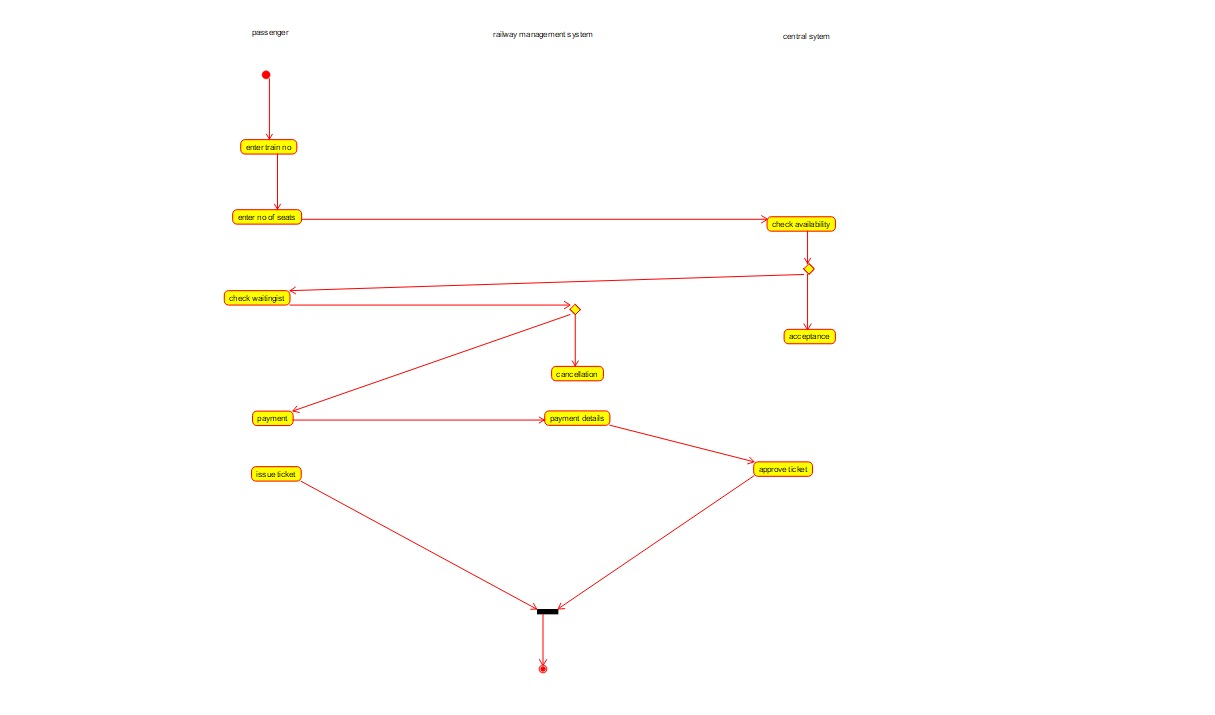 passenger
railway management system
central sytem
enter train no
enter no of seats
check availability
check waitingist
acceptance
cancellation
payment
payment details
approve ticket
issue ticket